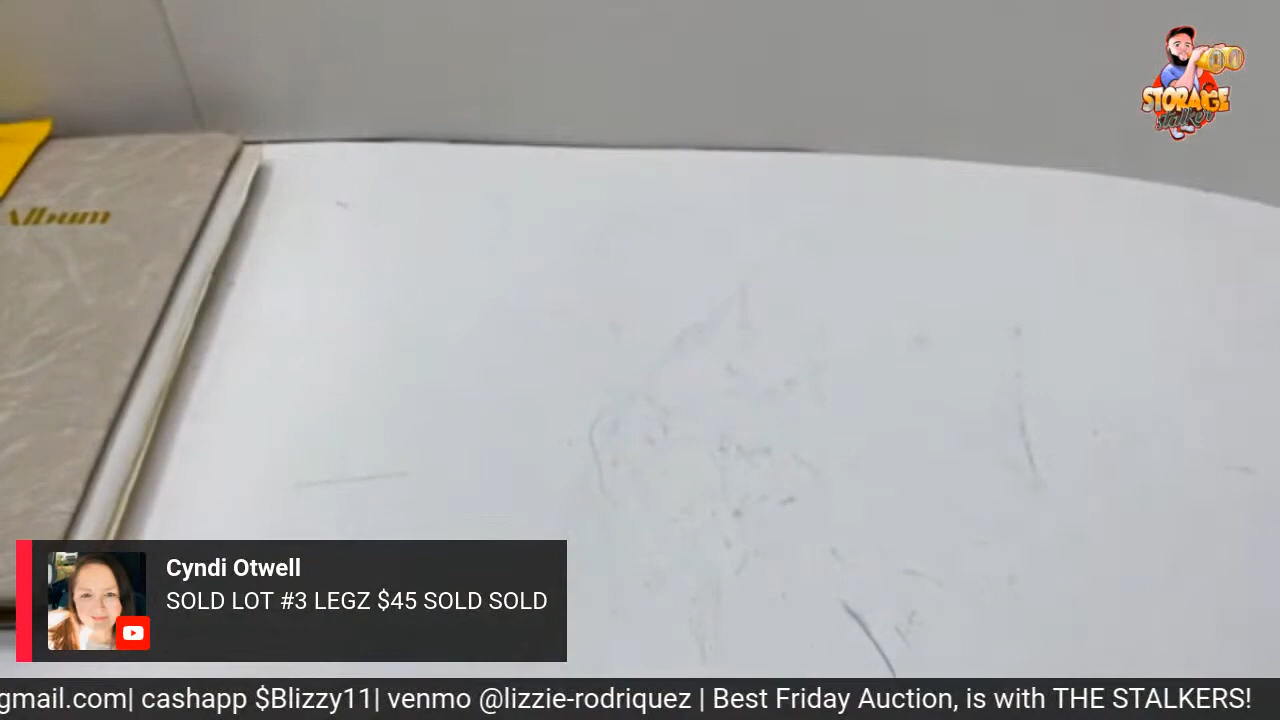 STORAGE
stalker
Album
Cyndi Otwell
SOLD LOT #3 LEGZ $45 SOLD SOLD
gmail.com| cashapp $Blizzy11| venmo @lizzie-rodriquez | Best Friday Auction, is with THE STALKERS!